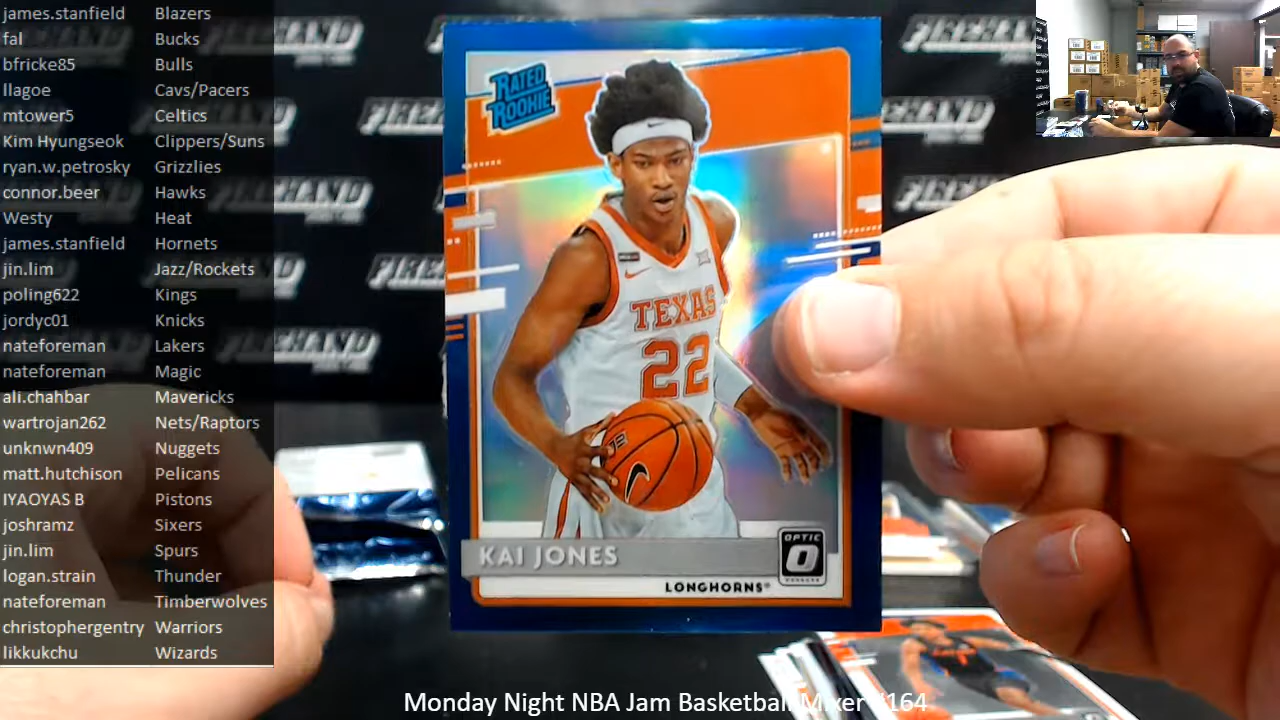 james.stanfield Blazers
fal Bucks
bfricke85 Bulls
llagoe Cavs/Pacers
mtower5 Celtics
Kim Hyungseok Clippers/Suns
ryan.w.petrosky Grizzlies
connor.beer Hawks
Westy Heat
james.stanfield Hornets
jin.lim Jazz/Rockets
poling622 Kings
jordyc01 Knicks
nateforeman Lakers
nateforeman Magic
ali.chahbar Mavericks
wartrojan262 Nets/Raptors
unknwn409 Nuggets
matt.hutchison Pelicans
IYAOYAS B Pistons
joshramz Sixers
jin.lim Spurs
logan.strain Thunder
nateforeman Timberwolves
christophergentry Warriors
likkukchu Wizards
FIREHAND
RATED
ROOKIE
TEXAS
22
OPTIC
KAI JONES
LONGHORNS
Monday Night NBA Jam Basketball Mixer #164